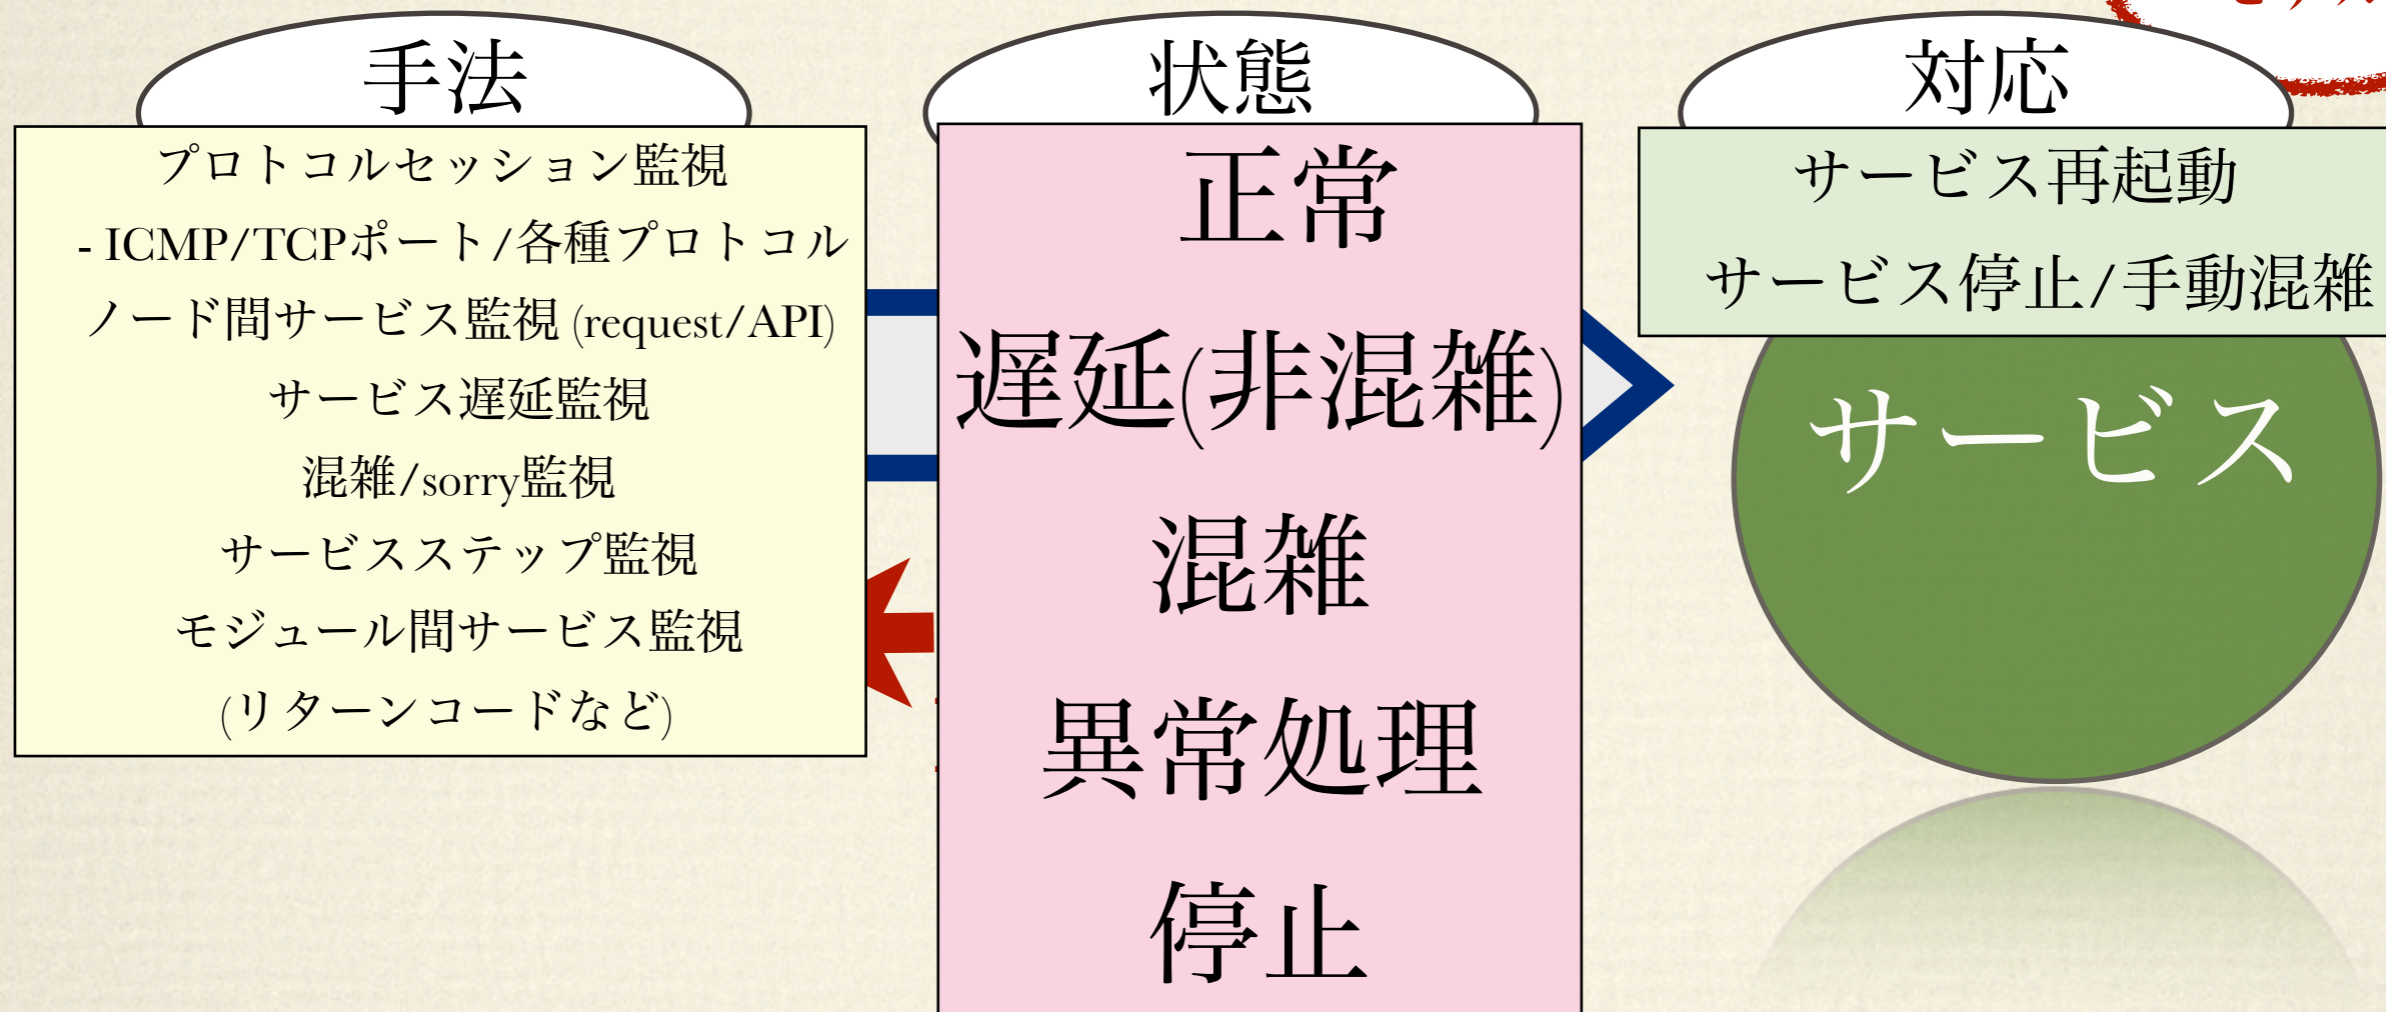 手法
プロトコルセッション監視
- ICMP/TCPポート/各種プロトコル
ノード間サービス監視 (request/API)
サービス遅延監視
混雑/sorry監視
サービスステップ監視
モジュール間サービス監視
(リターンコードなど)
状態
正常
遅延(非混雑)
混雑
異常処理
停止
対応
サービス再起動
サービス停止/手動混雑
サービス